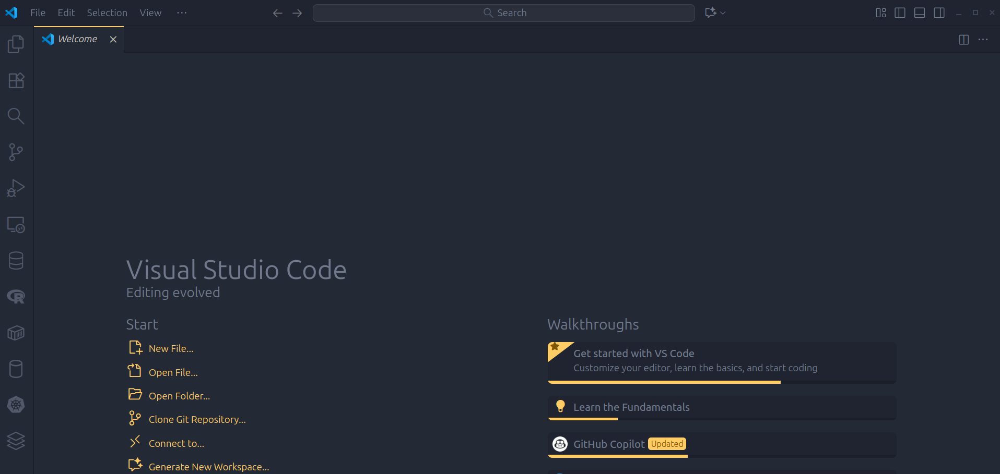 File Edit Selection View ···
Search
Welcome
Visual Studio Code
Editing evolved
Start
New File...
Open File...
Open Folder...
Clone Git Repository...
Connect to...
Generate New Workspace...
Walkthroughs
Get started with VS Code
Customize your editor, learn the basics, and start coding
Learn the Fundamentals
GitHub Copilot Updated